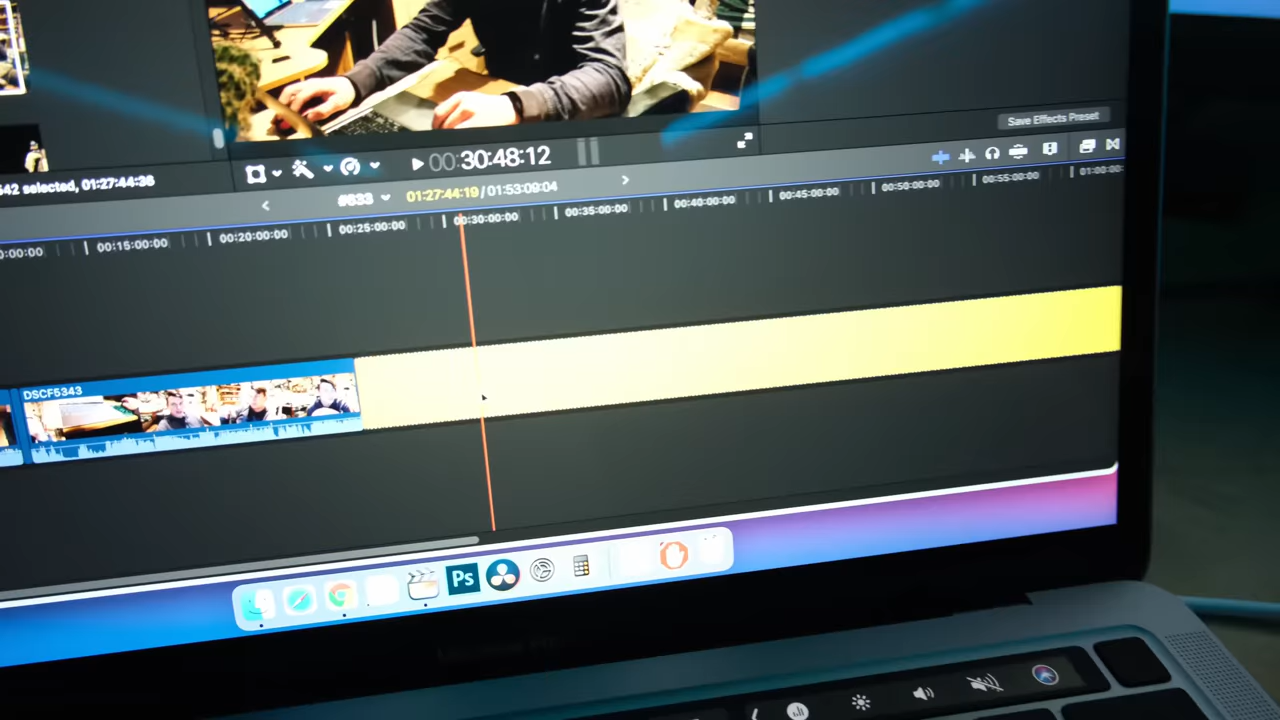 Save Effects Preset
642 selected, 01:27:44:36
00:30:48:12
#633 01:27:44:19 / 01:53:09:04
00:15:00:00 00:20:00:00 00:25:00:00 00:30:00:00 00:35:00:00 00:40:00:00 00:45:00:00 00:50:00:00 00:55:00:00
DSCF5343
Ps